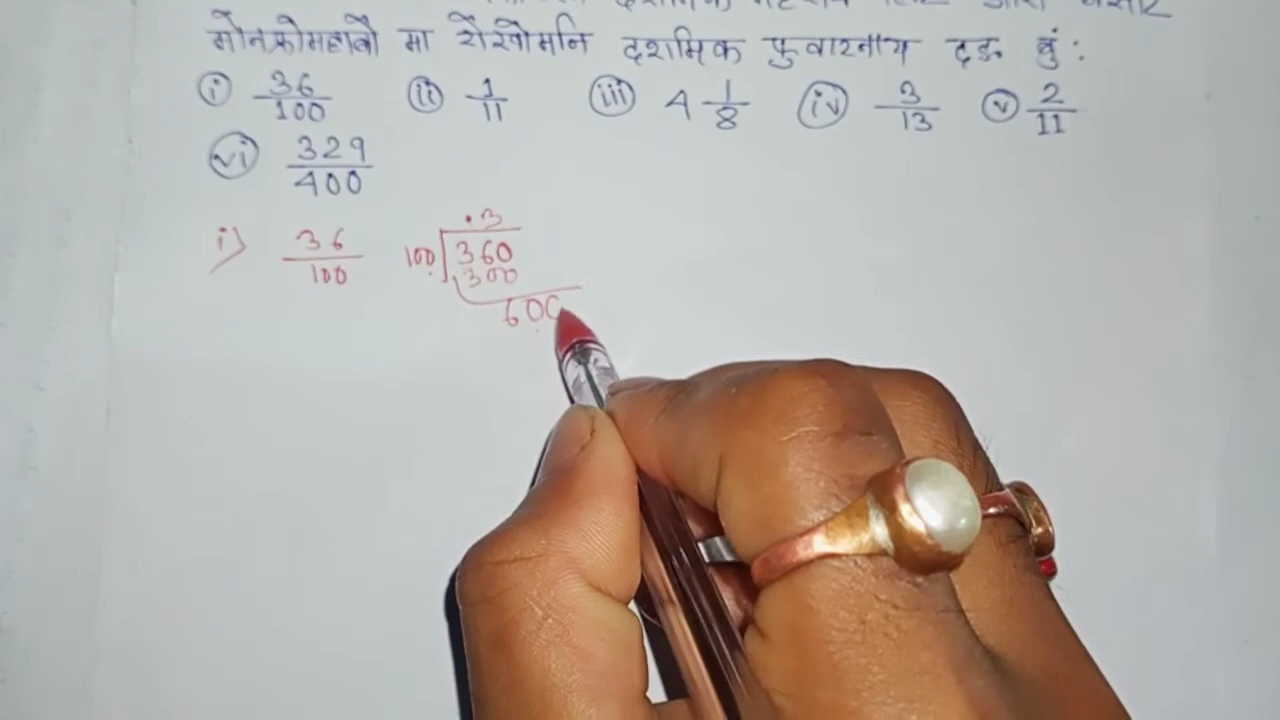 दशमिक
मोनफ्रोमहाबो मा रोखोमनि दशमिक फुवारनाय दङ बुं :
(i) 36/100 (ii) 1/11 (iii) 4 1/8 (iv) 3/13 (v) 2/11
(vi) 329/400
i) 36/100
.3
100 360
300
600